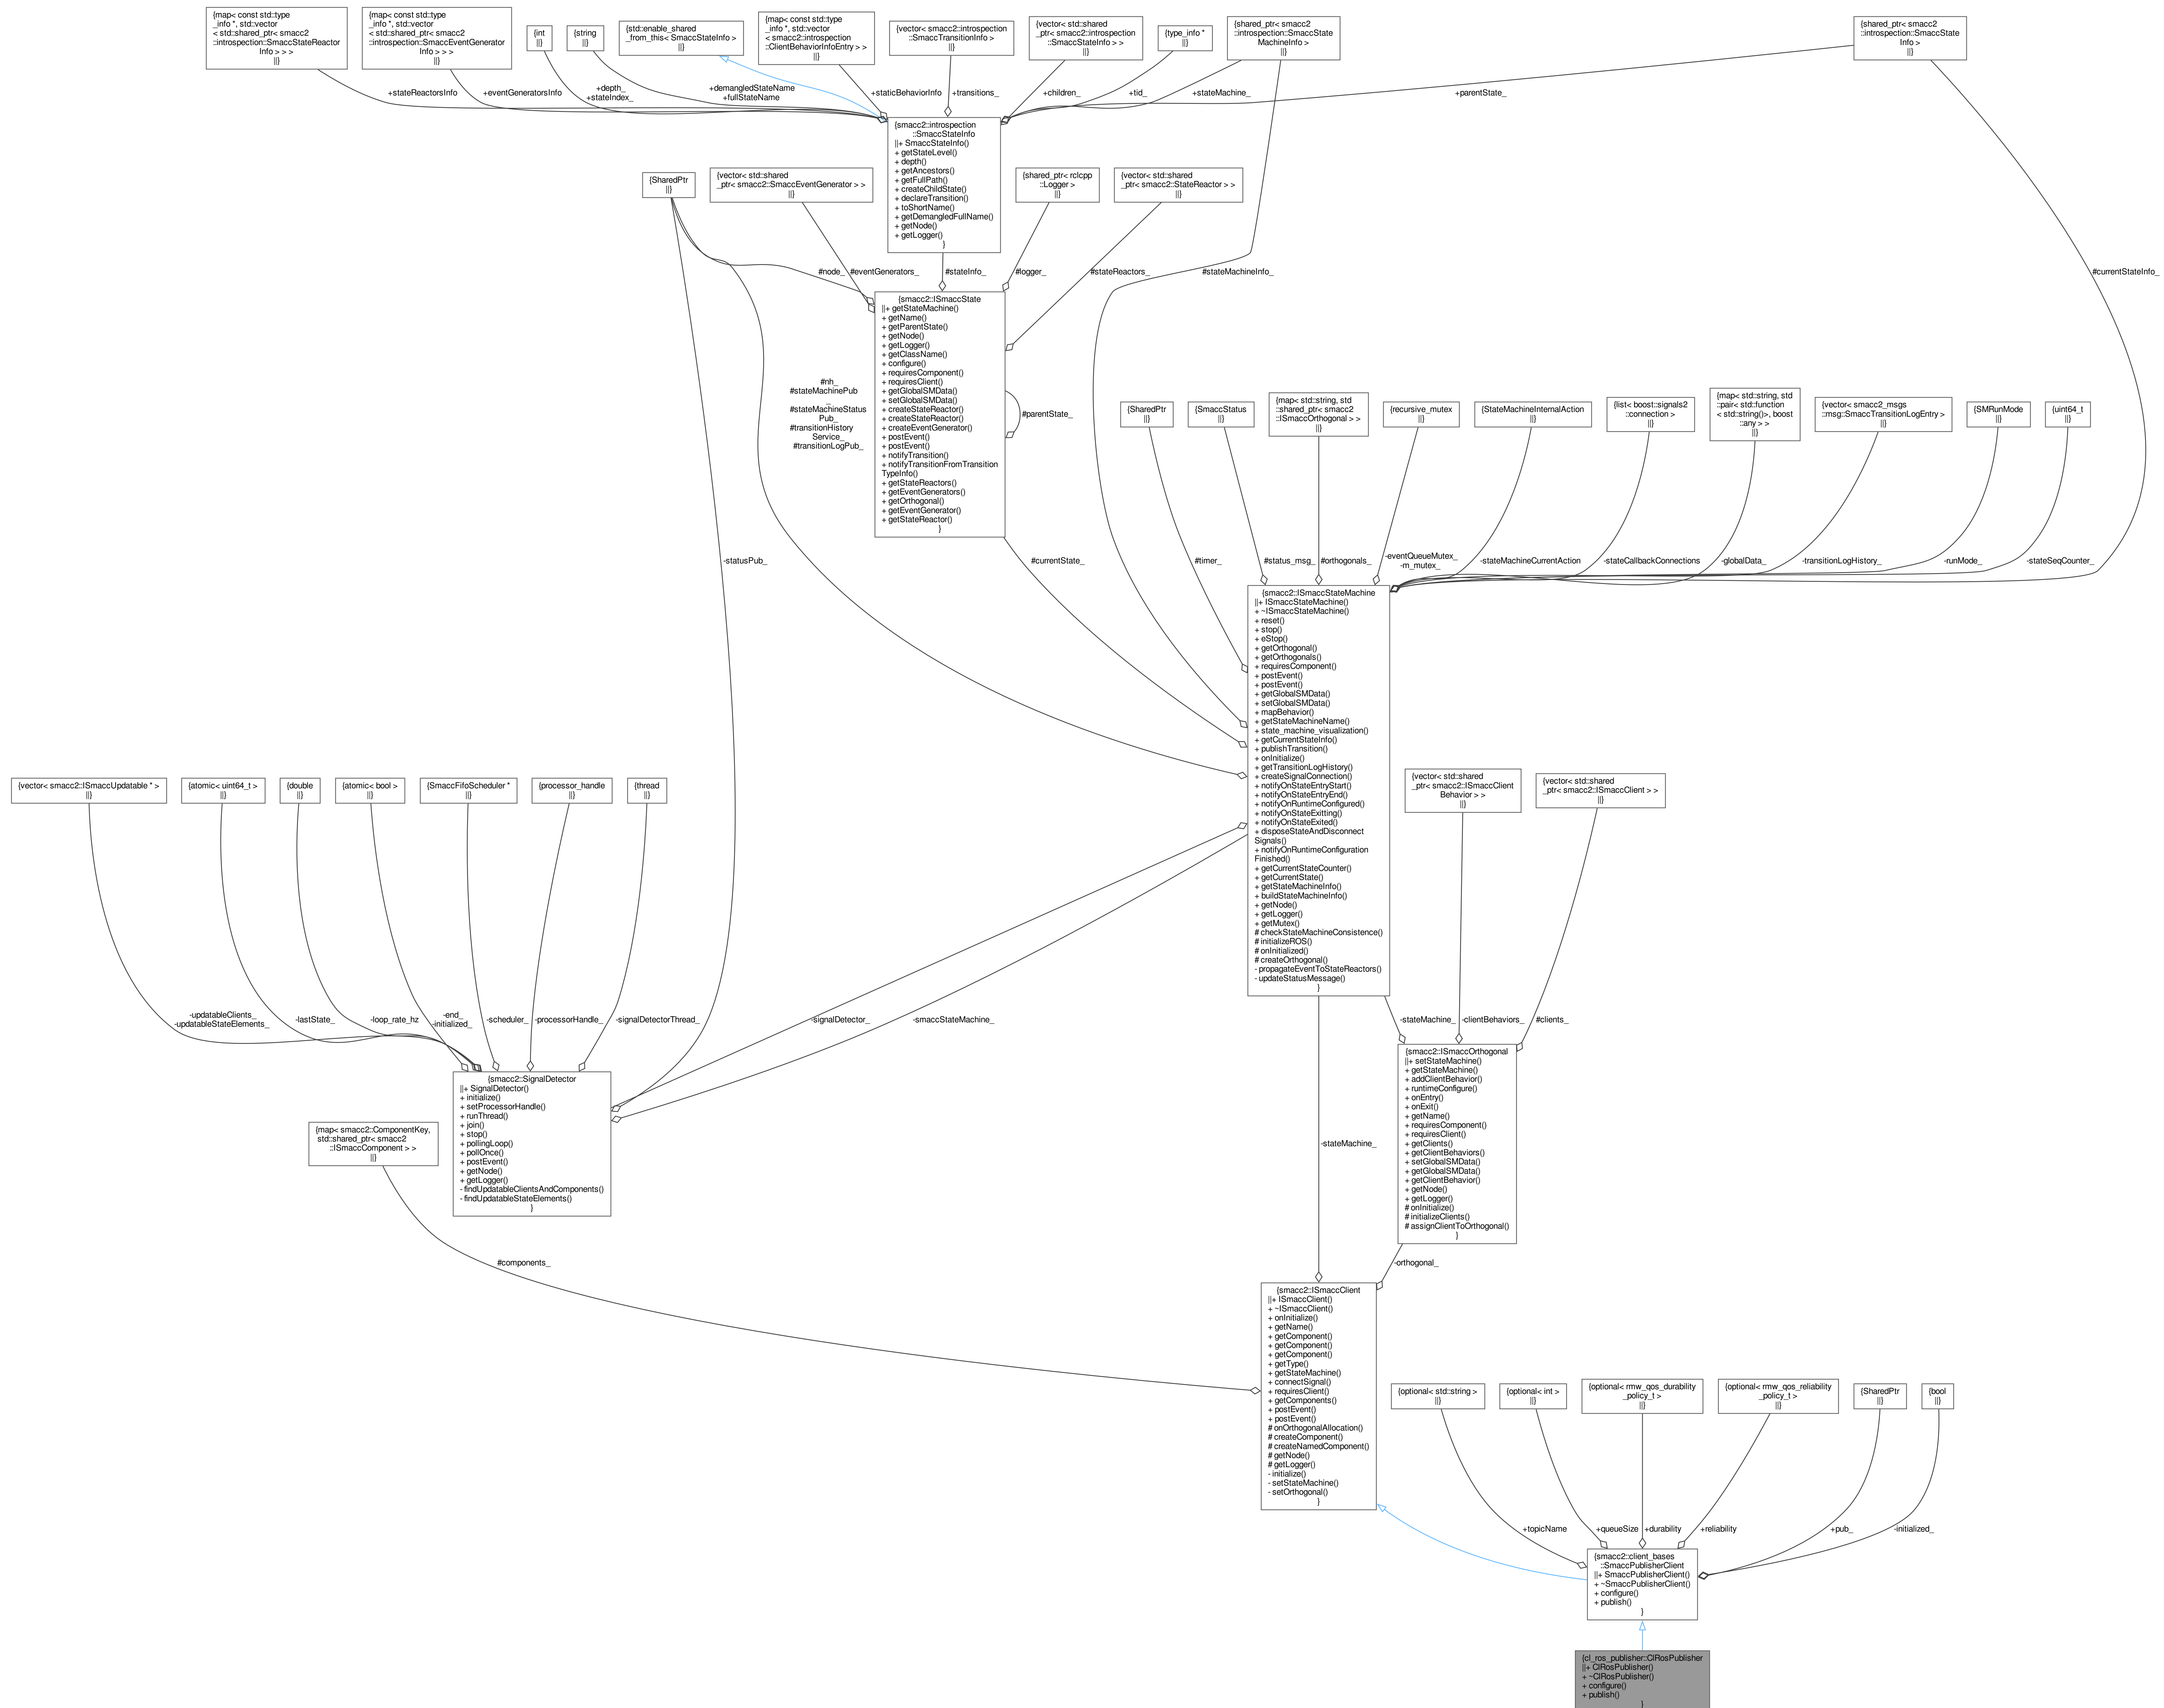 {map< const std::type
_info *, std::vector
< std::shared_ptr< smacc2
::introspection::SmaccStateReactor
Info > > >
||}
{map< const std::type
_info *, std::vector
< std::shared_ptr< smacc2
::introspection::SmaccEventGenerator
Info > > >
||}
{int
||}
{string
||}
{std::enable_shared
_from_this< SmaccStateInfo >
||}
{map< const std::type
_info *, std::vector
< smacc2::introspection
::ClientBehaviorInfoEntry > >
||}
{vector< smacc2::introspection
::SmaccTransitionInfo >
||}
{vector< std::shared
_ptr< smacc2::introspection
::SmaccStateInfo > >
||}
{type_info *
||}
{shared_ptr< smacc2
::introspection::SmaccState
MachineInfo >
||}
{shared_ptr< smacc2
::introspection::SmaccState
Info >
||}
+stateReactorsInfo
+eventGeneratorsInfo
+depth_
+stateIndex_
+demangledStateName
+fullStateName
+staticBehaviorInfo
+transitions_
+children_
+tid_
+stateMachine_
+parentState_
{smacc2::introspection
::SmaccStateInfo
||+ SmaccStateInfo()
+ getStateLevel()
+ depth()
+ getAncestors()
+ getFullPath()
+ createChildState()
+ declareTransition()
+ toShortName()
+ getDemangledFullName()
+ getNode()
+ getLogger()
}
{SharedPtr
||}
{vector< std::shared
_ptr< smacc2::SmaccEventGenerator > >
||}
{shared_ptr< rclcpp
::Logger >
||}
{vector< std::shared
_ptr< smacc2::StateReactor > >
||}
#node_
#eventGenerators_
#stateInfo_
#logger_
#stateReactors_
#stateMachineInfo_
#currentStateInfo_
{smacc2::ISmaccState
||+ getStateMachine()
+ getName()
+ getParentState()
+ getNode()
+ getLogger()
+ getClassName()
+ configure()
+ requiresComponent()
+ requiresClient()
+ getGlobalSMData()
+ setGlobalSMData()
+ createStateReactor()
+ createStateReactor()
+ createEventGenerator()
+ postEvent()
+ postEvent()
+ notifyTransition()
+ notifyTransitionFromTransition
TypeInfo()
+ getStateReactors()
+ getEventGenerators()
+ getOrthogonal()
+ getEventGenerator()
+ getStateReactor()
}
#parentState_
#nh_
#stateMachinePub
_
#stateMachineStatus
Pub_
#transitionHistory
Service_
#transitionLogPub_
{SharedPtr
||}
{SmaccStatus
||}
{map< std::string, std
::shared_ptr< smacc2
::ISmaccOrthogonal > >
||}
{recursive_mutex
||}
{StateMachineInternalAction
||}
{list< boost::signals2
::connection >
||}
{map< std::string, std
::pair< std::function
< std::string()>, boost
::any > >
||}
{vector< smacc2_msgs
::msg::SmaccTransitionLogEntry >
||}
{SMRunMode
||}
{uint64_t
||}
-statusPub_
#currentState_
#timer_
#status_msg_
#orthogonals_
-eventQueueMutex_
-m_mutex_
-stateMachineCurrentAction
-stateCallbackConnections
-globalData_
-transitionLogHistory_
-runMode_
-stateSeqCounter_
{smacc2::ISmaccStateMachine
||+ ISmaccStateMachine()
+ ~ISmaccStateMachine()
+ reset()
+ stop()
+ eStop()
+ getOrthogonal()
+ getOrthogonals()
+ requiresComponent()
+ postEvent()
+ postEvent()
+ getGlobalSMData()
+ setGlobalSMData()
+ mapBehavior()
+ getStateMachineName()
+ state_machine_visualization()
+ getCurrentStateInfo()
+ publishTransition()
+ onInitialize()
+ getTransitionLogHistory()
+ createSignalConnection()
+ notifyOnStateEntryStart()
+ notifyOnStateEntryEnd()
+ notifyOnRuntimeConfigured()
+ notifyOnStateExitting()
+ notifyOnStateExited()
+ disposeStateAndDisconnect
Signals()
+ notifyOnRuntimeConfiguration
Finished()
+ getCurrentStateCounter()
+ getCurrentState()
+ getStateMachineInfo()
+ buildStateMachineInfo()
+ getNode()
+ getLogger()
+ getMutex()
# checkStateMachineConsistence()
# initializeROS()
# onInitialized()
# createOrthogonal()
- propagateEventToStateReactors()
- updateStatusMessage()
}
{vector< smacc2::ISmaccUpdatable * >
||}
{atomic< uint64_t >
||}
{double
||}
{atomic< bool >
||}
{SmaccFifoScheduler *
||}
{processor_handle
||}
{thread
||}
{vector< std::shared
_ptr< smacc2::ISmaccClient
Behavior > >
||}
{vector< std::shared
_ptr< smacc2::ISmaccClient > >
||}
-updatableClients_
-updatableStateElements_
-lastState_
-loop_rate_hz
-end_
-initialized_
-scheduler_
-processorHandle_
-signalDetectorThread_
-signalDetector_
-smaccStateMachine_
-stateMachine_
-clientBehaviors_
#clients_
{smacc2::SignalDetector
||+ SignalDetector()
+ initialize()
+ setProcessorHandle()
+ runThread()
+ join()
+ stop()
+ pollingLoop()
+ pollOnce()
+ postEvent()
+ getNode()
+ getLogger()
- findUpdatableClientsAndComponents()
- findUpdatableStateElements()
}
{smacc2::ISmaccOrthogonal
||+ setStateMachine()
+ getStateMachine()
+ addClientBehavior()
+ runtimeConfigure()
+ onEntry()
+ onExit()
+ getName()
+ requiresComponent()
+ requiresClient()
+ getClients()
+ getClientBehaviors()
+ setGlobalSMData()
+ getGlobalSMData()
+ getClientBehavior()
+ getNode()
+ getLogger()
# onInitialize()
# initializeClients()
# assignClientToOrthogonal()
}
{map< smacc2::ComponentKey,
std::shared_ptr< smacc2
::ISmaccComponent > >
||}
-stateMachine_
#components_
-orthogonal_
{smacc2::ISmaccClient
||+ ISmaccClient()
+ ~ISmaccClient()
+ onInitialize()
+ getName()
+ getComponent()
+ getComponent()
+ getComponent()
+ getType()
+ getStateMachine()
+ connectSignal()
+ requiresClient()
+ getComponents()
+ postEvent()
+ postEvent()
# onOrthogonalAllocation()
# createComponent()
# createNamedComponent()
# getNode()
# getLogger()
- initialize()
- setStateMachine()
- setOrthogonal()
}
{optional< std::string >
||}
{optional< int >
||}
{optional< rmw_qos_durability
_policy_t >
||}
{optional< rmw_qos_reliability
_policy_t >
||}
{SharedPtr
||}
{bool
||}
+topicName
+queueSize
+durability
+reliability
+pub_
-initialized_
{smacc2::client_bases
::SmaccPublisherClient
||+ SmaccPublisherClient()
+ ~SmaccPublisherClient()
+ configure()
+ publish()
}
{cl_ros_publisher::ClRosPublisher
||+ ClRosPublisher()
+ ~ClRosPublisher()
+ configure()
+ publish()
}